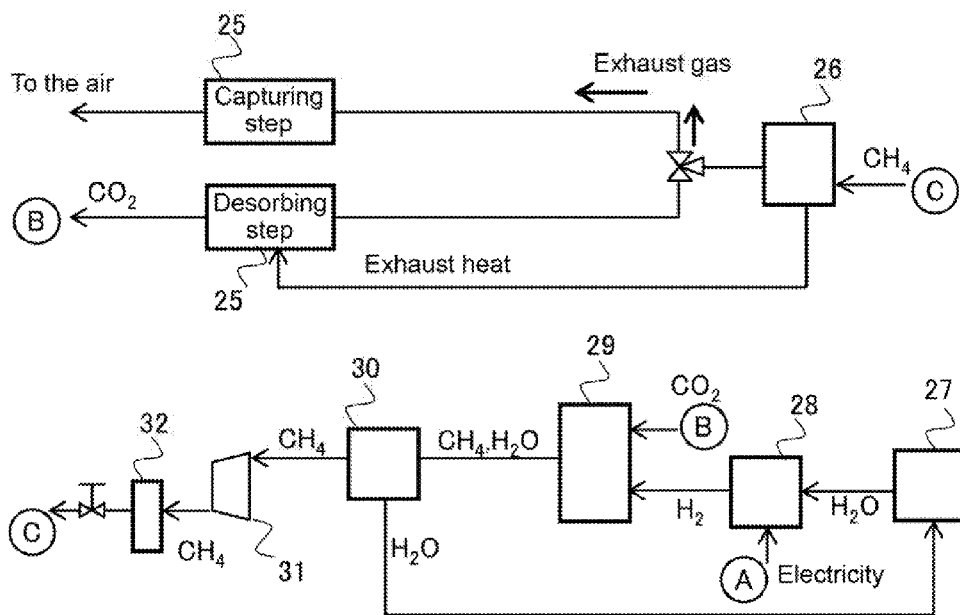 25
To the air
Capturing
step
Exhaust gas
26
CH₄
C
B
CO₂
Desorbing
step
25
Exhaust heat
29
30
CO₂
B
27
28
32
CH₄
CH₄,H₂O
H₂
H₂O
C
CH₄
31
H₂O
A
Electricity